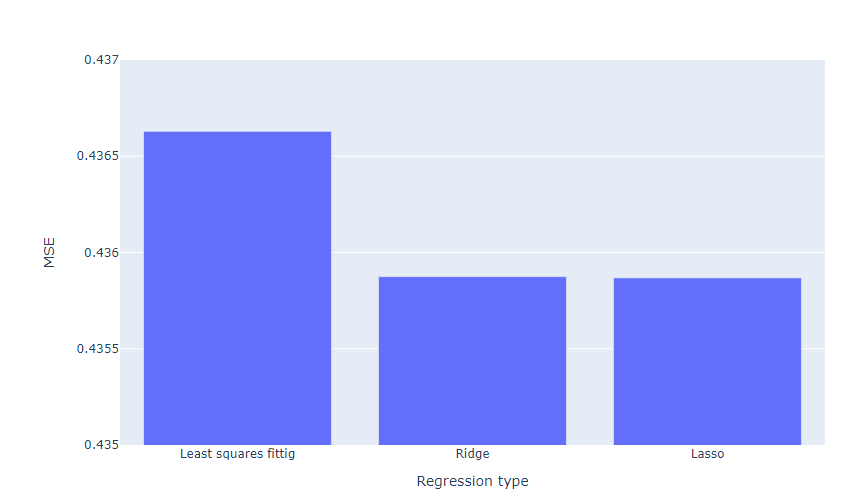 0.437
0.4365
0.436
0.4355
0.435
MSE
Least squares fittig
Ridge
Lasso
Regression type